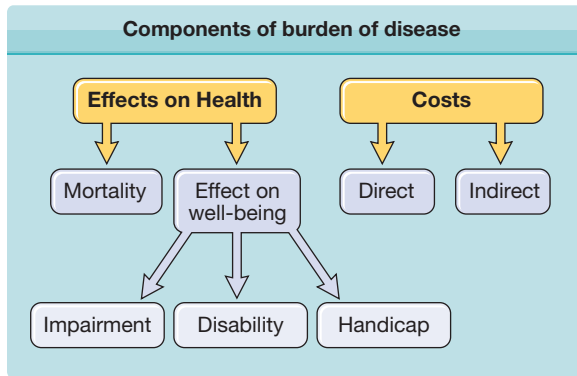 Components of burden of disease
Effects on Health
Costs
Mortality
Effect on
well-being
Direct
Indirect
Impairment
Disability
Handicap